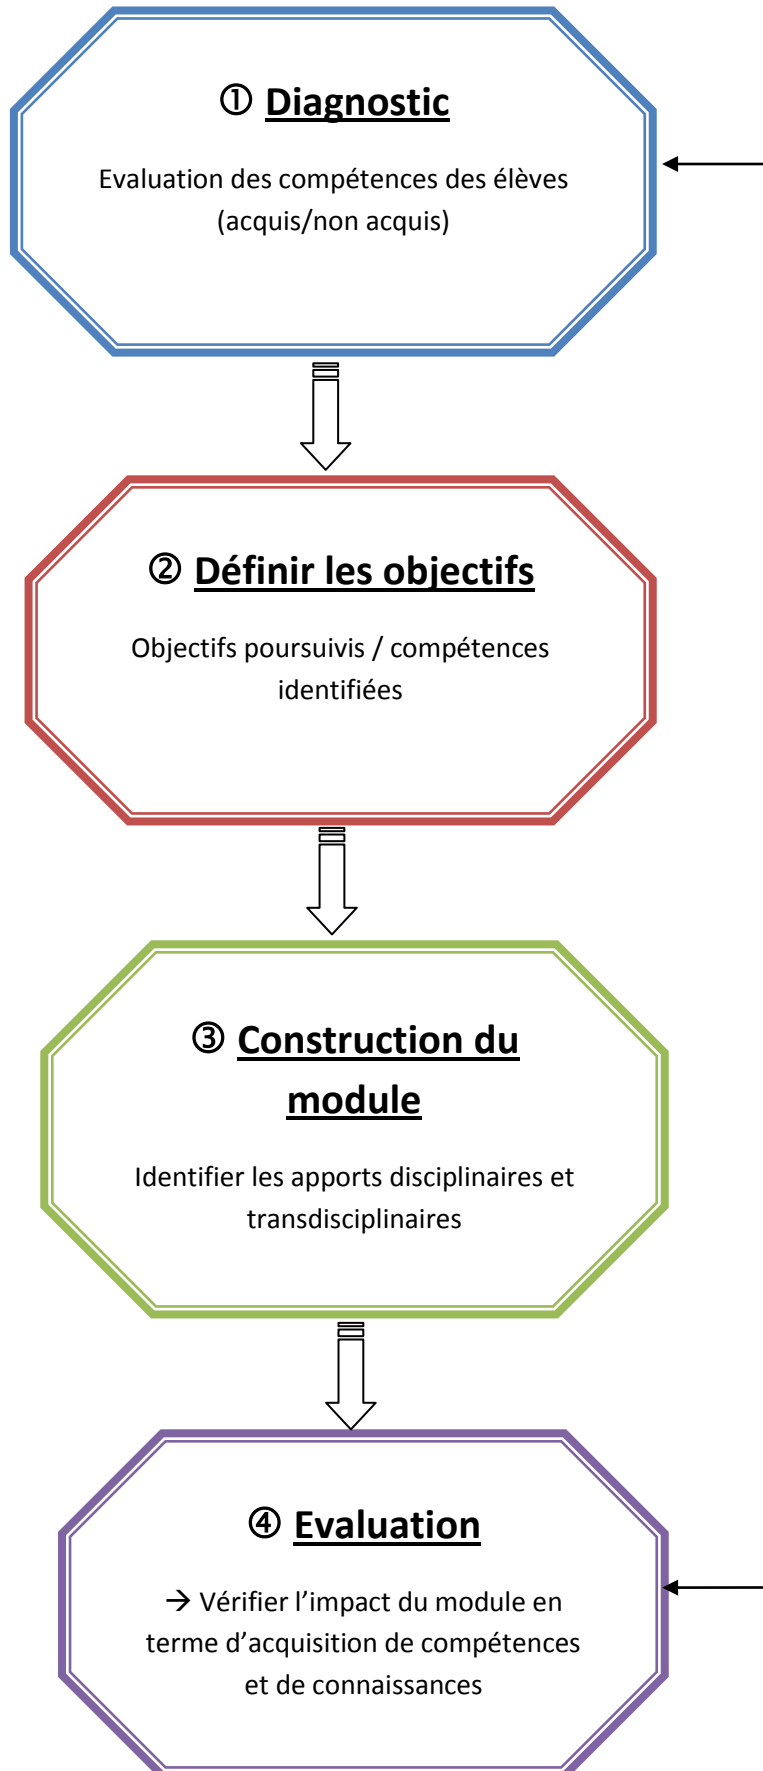 ① Diagnostic
Evaluation des compétences des élèves
(acquis/non acquis)
② Définir les objectifs
Objectifs poursuivis / compétences
identifiées
③ Construction du
module
Identifier les apports disciplinaires et
transdisciplinaires
④ Evaluation
→ Vérifier l’impact du module en
terme d’acquisition de compétences
et de connaissances